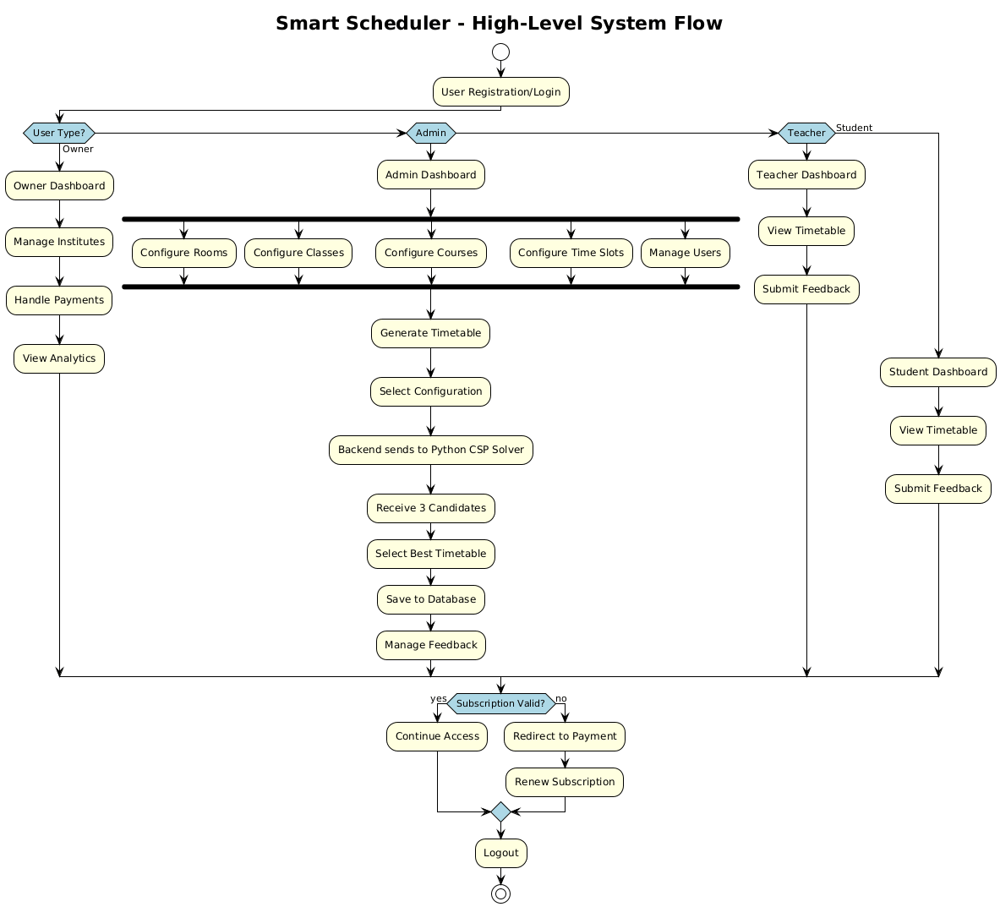 Smart Scheduler - High-Level System Flow
User Registration/Login
User Type?
Owner
Owner Dashboard
Manage Institutes
Handle Payments
View Analytics
Admin
Admin Dashboard
Configure Rooms
Configure Classes
Configure Courses
Configure Time Slots
Manage Users
Generate Timetable
Select Configuration
Backend sends to Python CSP Solver
Receive 3 Candidates
Select Best Timetable
Save to Database
Manage Feedback
Teacher
Teacher Dashboard
View Timetable
Submit Feedback
Student
Student Dashboard
View Timetable
Submit Feedback
Subscription Valid?
yes
Continue Access
no
Redirect to Payment
Renew Subscription
Logout